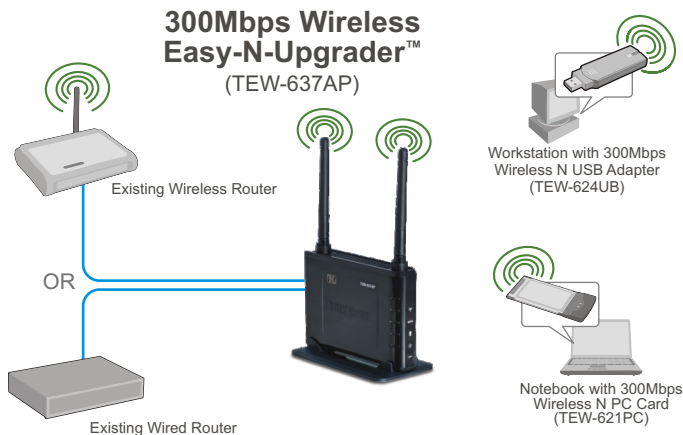 300Mbps Wireless
Easy-N-Upgrader™
(TEW-637AP)
Existing Wireless Router
OR
Existing Wired Router
Workstation with 300Mbps
Wireless N USB Adapter
(TEW-624UB)
Notebook with 300Mbps
Wireless N PC Card
(TEW-621PC)